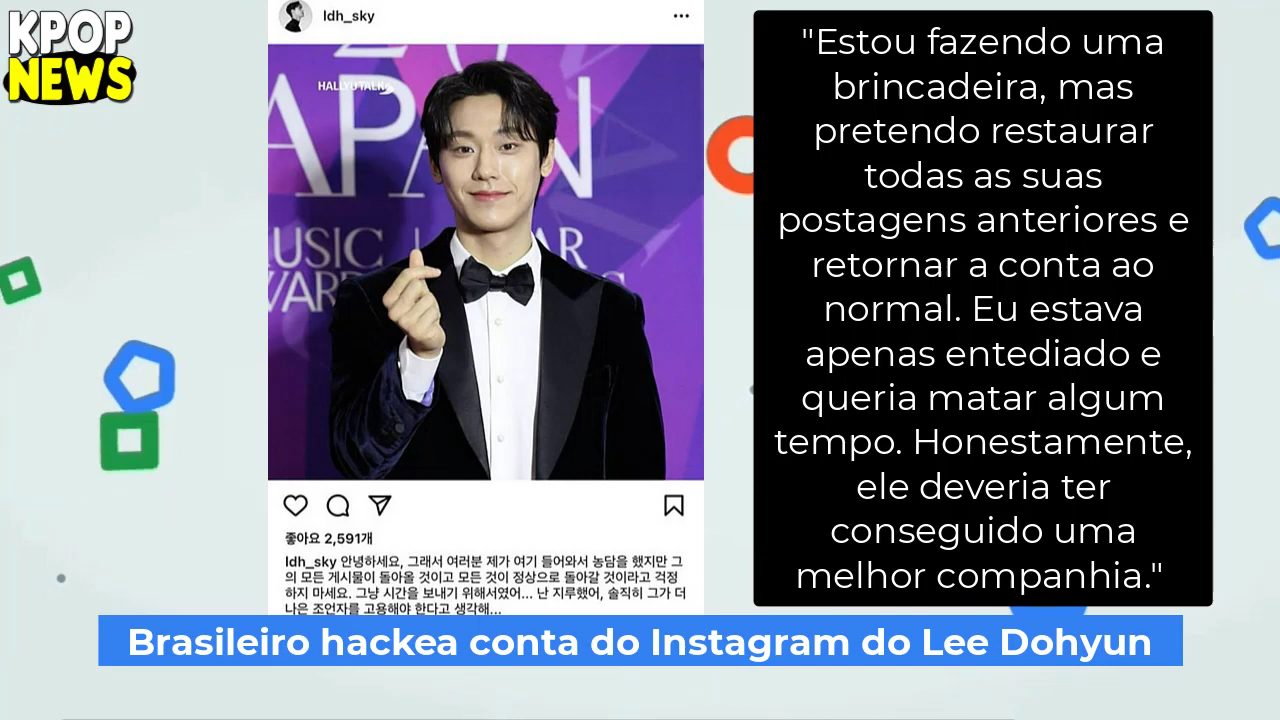 KPOP
NEWS
ldh_sky
HALLYUTALK
APAN
MUSIC
AR
WARDS
좋아요 2,591개
ldh_sky 안녕하세요, 그래서 여러분 제가 여기 들어와서 농담을 했지만 그
의 모든 게시물이 돌아올 것이고 모든 것이 정상으로 돌아갈 것이라고 걱정
하지 마세요. 그냥 시간을 보내기 위해서였어... 난 지루했어, 솔직히 그가 더
나은 조언자를 고용해야 한다고 생각해...
"Estou fazendo uma
brincadeira, mas
pretendo restaurar
todas as suas
postagens anteriores e
retornar a conta ao
normal. Eu estava
apenas entediado e
queria matar algum
tempo. Honestamente,
ele deveria ter
conseguido uma
melhor companhia."
Brasileiro hackea conta do Instagram do Lee Dohyun